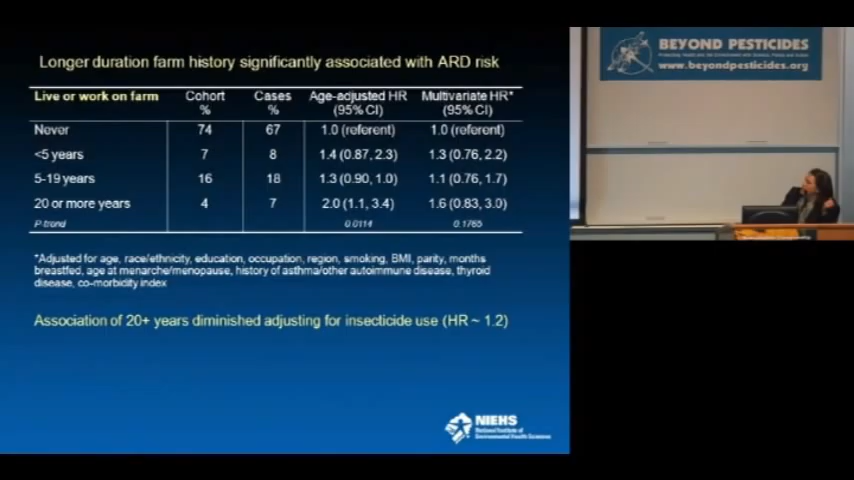 Longer duration farm history significantly associated with ARD risk
Live or work on farm Cohort % Cases % Age-adjusted HR (95% CI) Multivariate HR* (95% CI)
Never 74 67 1.0 (referent) 1.0 (referent)
<5 years 7 8 1.4 (0.87, 2.3) 1.3 (0.76, 2.2)
5-19 years 16 18 1.3 (0.90, 1.0) 1.1 (0.76, 1.7)
20 or more years 4 7 2.0 (1.1, 3.4) 1.6 (0.83, 3.0)
P-trend 0.0114 0.1765
*Adjusted for age, race/ethnicity, education, occupation, region, smoking, BMI, parity, months
breastfed, age at menarche/menopause, history of asthma/other autoimmune disease, thyroid
disease, co-morbidity index
Association of 20+ years diminished adjusting for insecticide use (HR ~ 1.2)
NIEHS
National Institute of
Environmental Health Sciences
BEYOND PESTICIDES
www.beyondpesticides.org